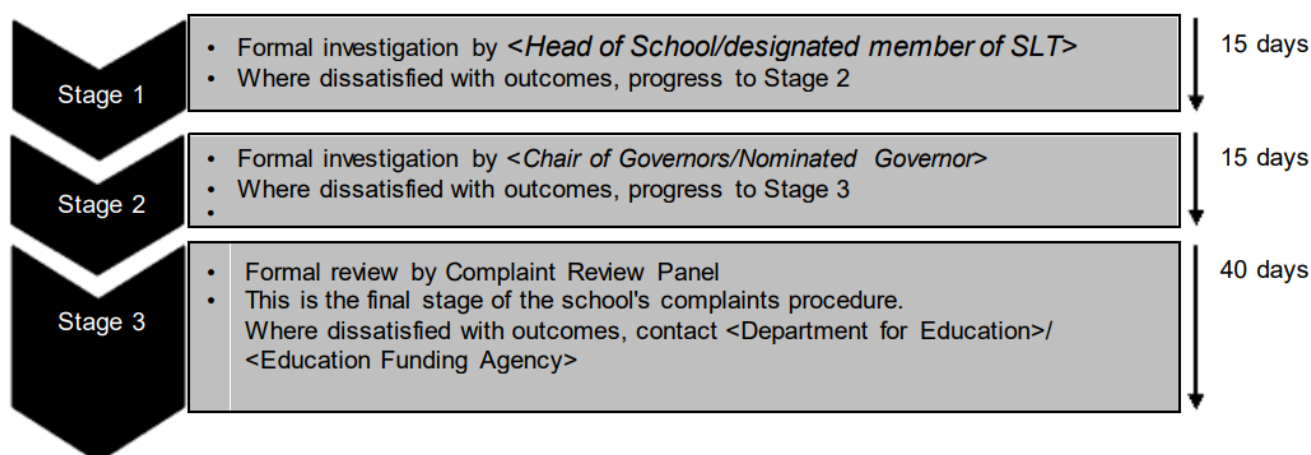 Stage 1
• Formal investigation by <Head of School/designated member of SLT>
• Where dissatisfied with outcomes, progress to Stage 2
15 days
Stage 2
• Formal investigation by <Chair of Governors/Nominated Governor>
• Where dissatisfied with outcomes, progress to Stage 3
•
15 days
Stage 3
• Formal review by Complaint Review Panel
• This is the final stage of the school's complaints procedure.
Where dissatisfied with outcomes, contact <Department for Education>/
<Education Funding Agency>
40 days